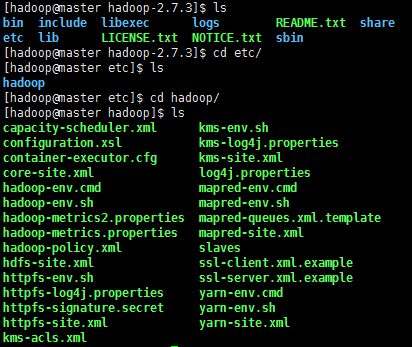 [hadoop@master hadoop-2.7.3]$ ls
bin include libexec logs README.txt share
etc lib LICENSE.txt NOTICE.txt sbin
[hadoop@master hadoop-2.7.3]$ cd etc/
[hadoop@master etc]$ ls
hadoop
[hadoop@master etc]$ cd hadoop/
[hadoop@master hadoop]$ ls
capacity-scheduler.xml kms-env.sh
configuration.xsl kms-log4j.properties
container-executor.cfg kms-site.xml
core-site.xml log4j.properties
hadoop-env.cmd mapred-env.cmd
hadoop-env.sh mapred-env.sh
hadoop-metrics2.properties mapred-queues.xml.template
hadoop-metrics.properties mapred-site.xml
hadoop-policy.xml slaves
hdfs-site.xml ssl-client.xml.example
httpfs-env.sh ssl-server.xml.example
httpfs-log4j.properties yarn-env.cmd
httpfs-signature.secret yarn-env.sh
httpfs-site.xml yarn-site.xml
kms-acls.xml